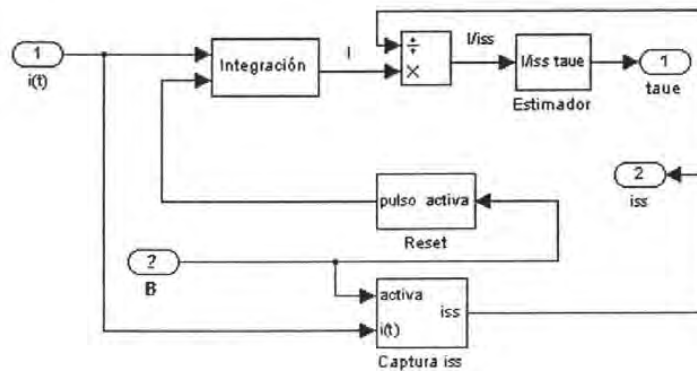 1
i(t)
Integración
I
÷
×
I/iss
I/iss taue
Estimador
1
taue
2
iss
pulso activa
Reset
2
B
activa
i(t)
iss
Captura iss